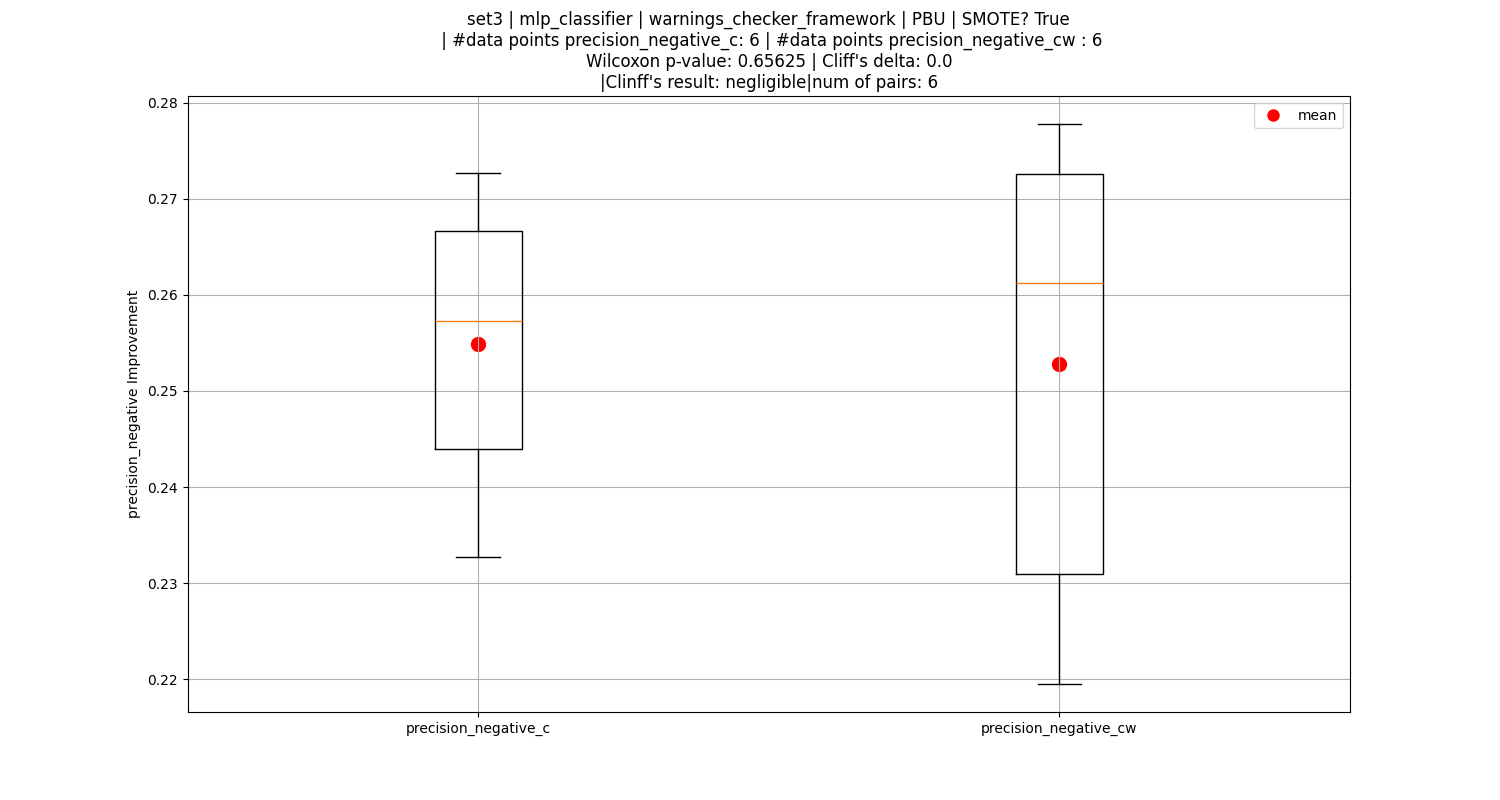 set3 | mlp_classifier | warnings_checker_framework | PBU | SMOTE? True
| #data points precision_negative_c: 6 | #data points precision_negative_cw : 6
Wilcoxon p-value: 0.65625 | Cliff's delta: 0.0
|Clinff's result: negligible|num of pairs: 6
mean
0.28
0.27
0.26
0.25
0.24
0.23
0.22
precision_negative Improvement
precision_negative_c
precision_negative_cw